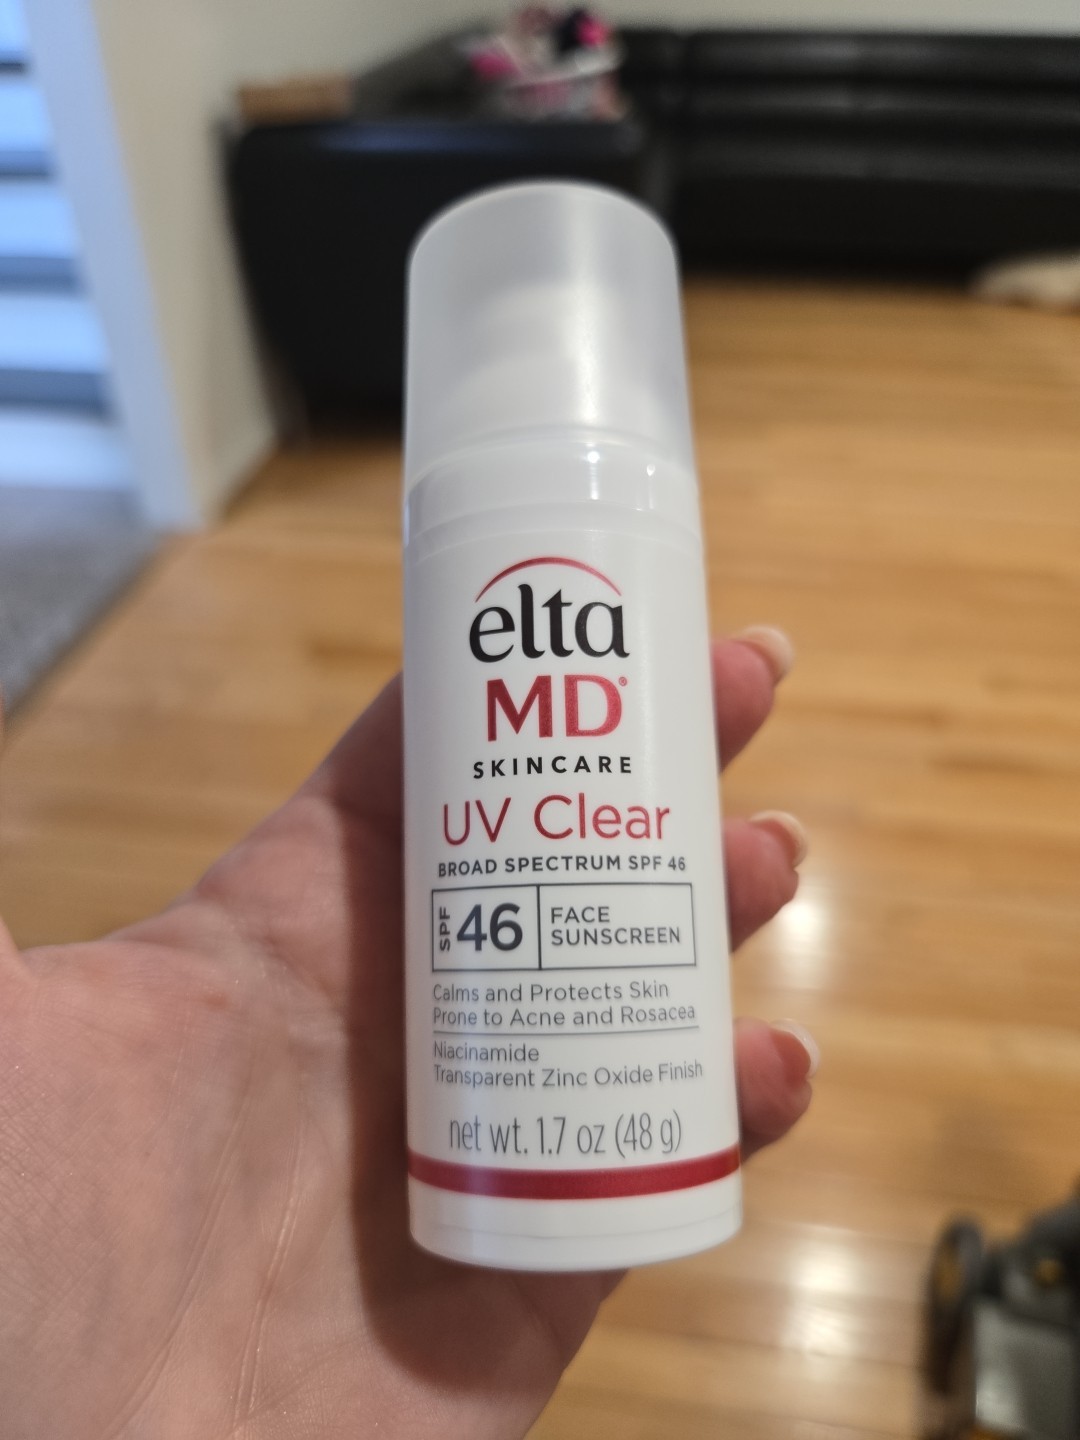 elta
MD®
SKINCARE
UV Clear
BROAD SPECTRUM SPF 46
SPF 46
FACE
SUNSCREEN
Calms and Protects Skin
Prone to Acne and Rosacea
Niacinamide
Transparent Zinc Oxide Finish
net wt. 1.7 oz (48 g)